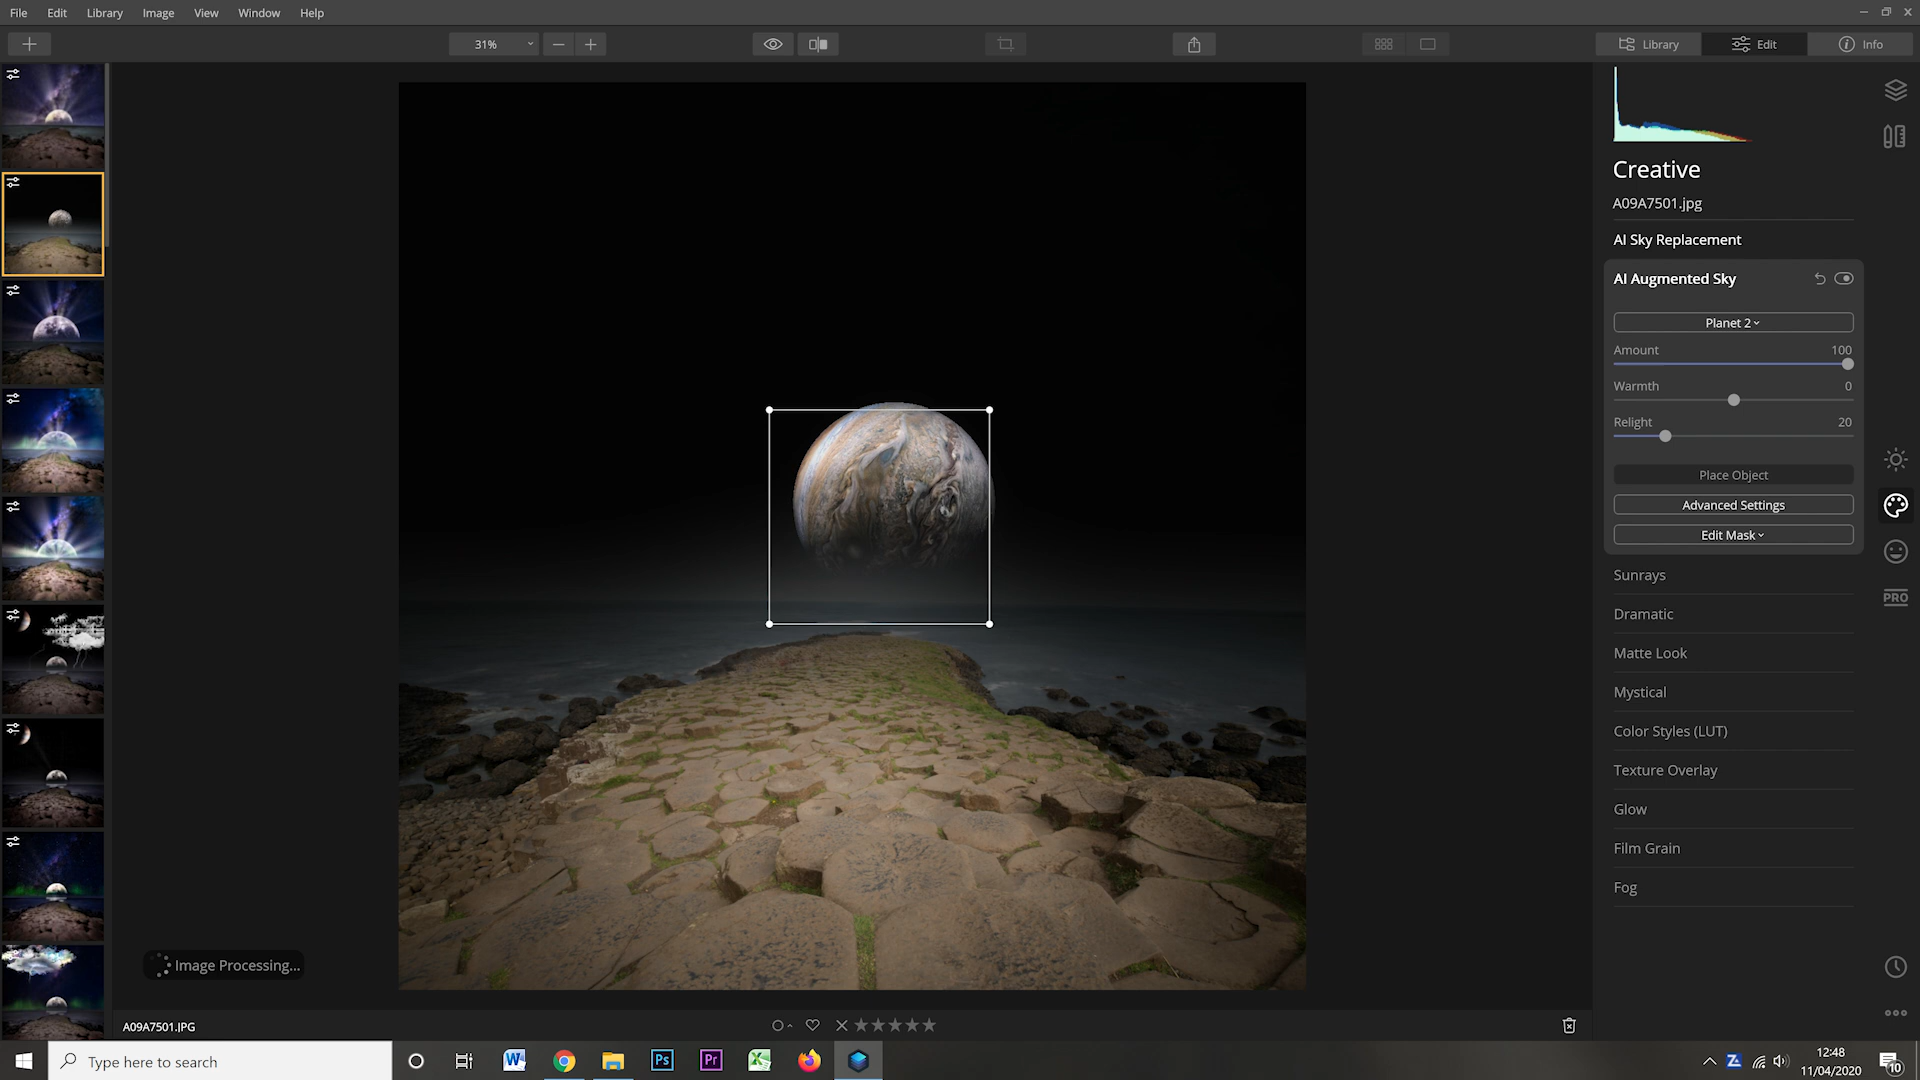 File Edit Library Image View Window Help
31%
Library Edit Info
Creative
A09A7501.jpg
AI Sky Replacement
AI Augmented Sky
Planet 2
Amount 100
Warmth 0
Relight 20
Place Object
Advanced Settings
Edit Mask
PRO
Sunrays
Dramatic
Matte Look
Mystical
Color Styles (LUT)
Texture Overlay
Glow
Film Grain
Fog
Image Processing...
A09A7501.JPG
Type here to search
W
Ps
Pr
X
Z
12:48
11/04/2020
10